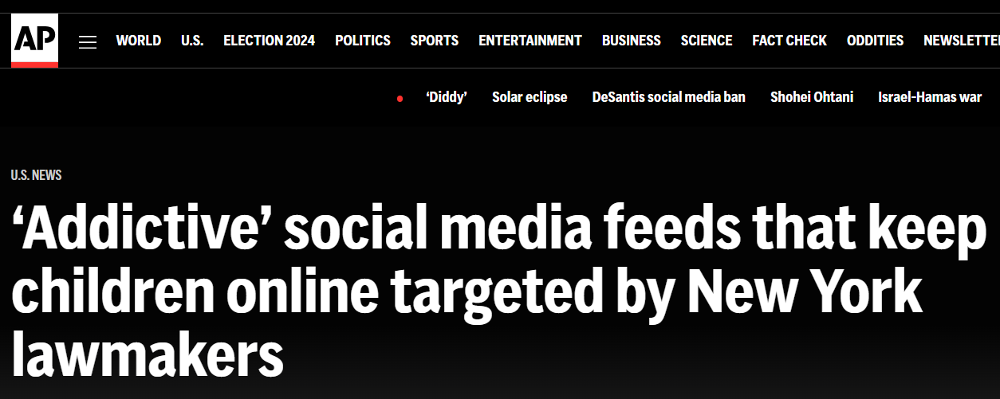 AP WORLD U.S. ELECTION 2024 POLITICS SPORTS ENTERTAINMENT BUSINESS SCIENCE FACT CHECK ODDITIES NEWSLETTE
‘Diddy’ Solar eclipse DeSantis social media ban Shohei Ohtani Israel-Hamas war
U.S. NEWS
‘Addictive’ social media feeds that keep
children online targeted by New York
lawmakers